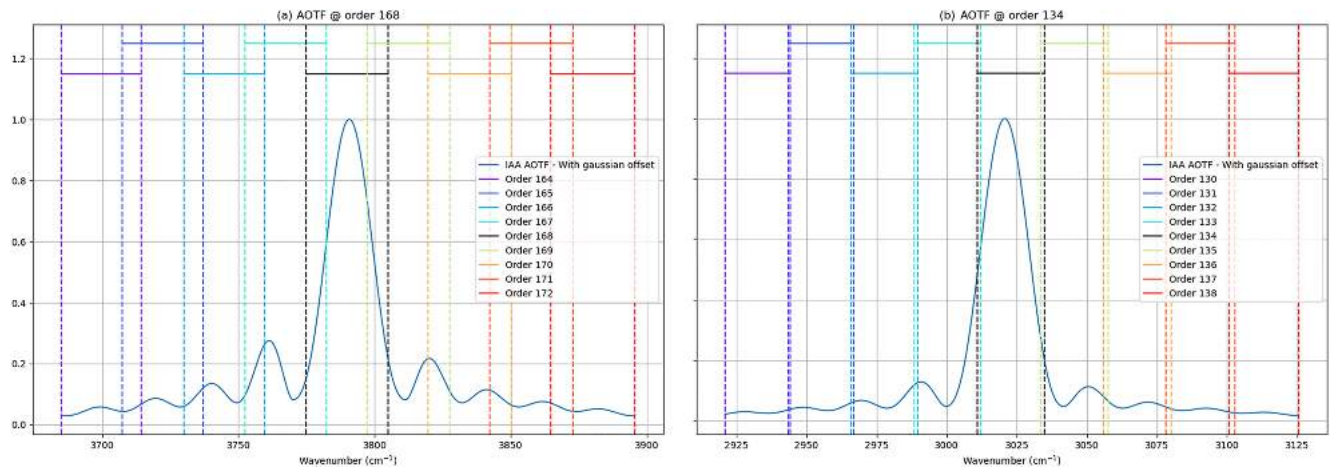 (a) AOTF @ order 168
1.2
1.0
0.8
0.6
0.4
0.2
0.0
3700
3750
3800
3850
3900
Wavenumber (cm⁻¹)
IAA AOTF - With gaussian offset
Order 164
Order 165
Order 166
Order 167
Order 168
Order 169
Order 170
Order 171
Order 172
(b) AOTF @ order 134
2925
2950
2975
3000
3025
3050
3075
3100
3125
Wavenumber (cm⁻¹)
IAA AOTF - With gaussian offset
Order 130
Order 131
Order 132
Order 133
Order 134
Order 135
Order 136
Order 137
Order 138